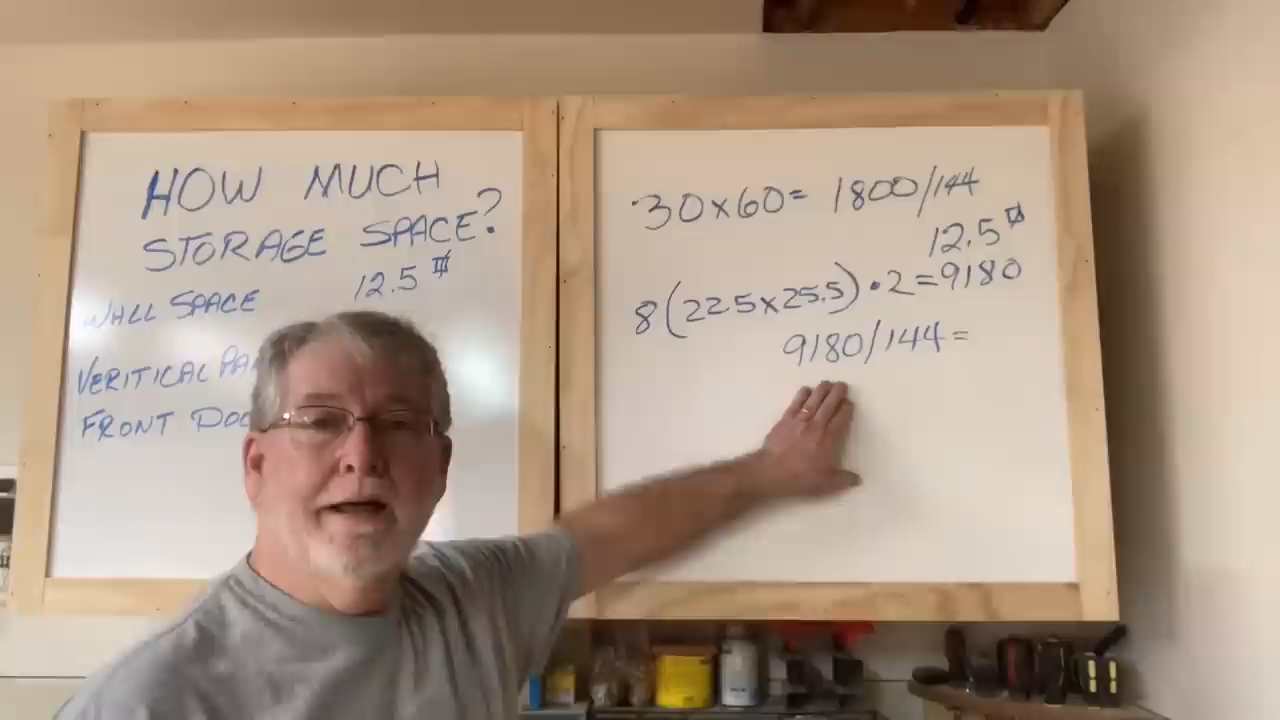 HOW MUCH
STORAGE SPACE?
WALL SPACE 12.5
VERITICAL PA
FRONT DOO
30x60= 1800/144
12.5
8(22.5x25.5)•2=9180
9180/144=